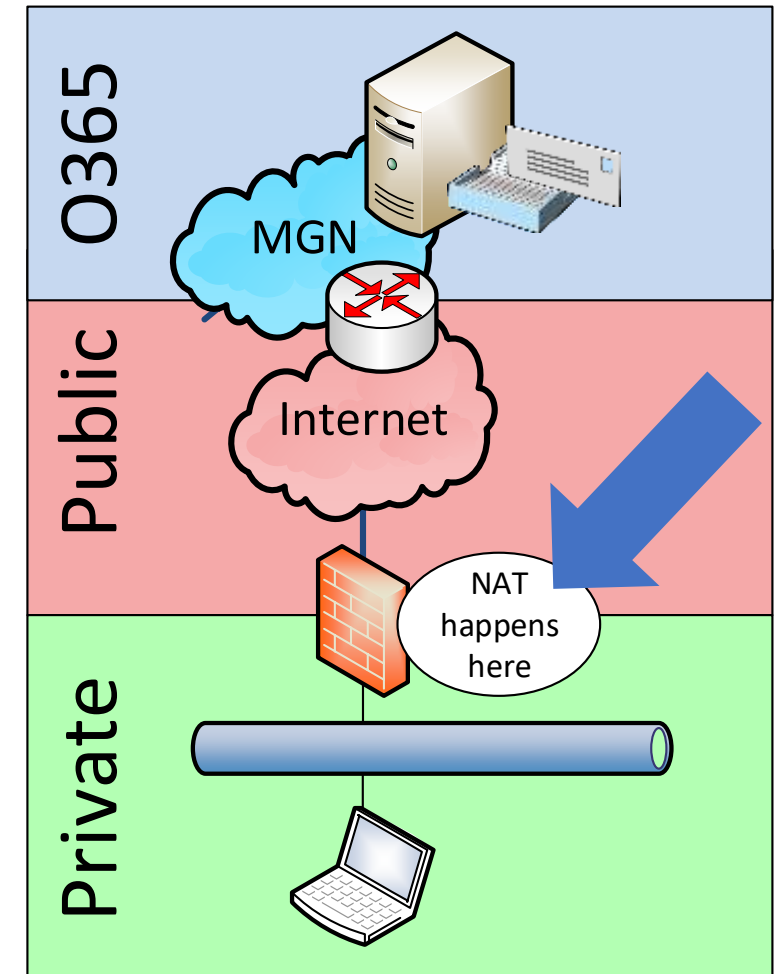 O365
MGN
Public
Internet
NAT
happens
here
Private